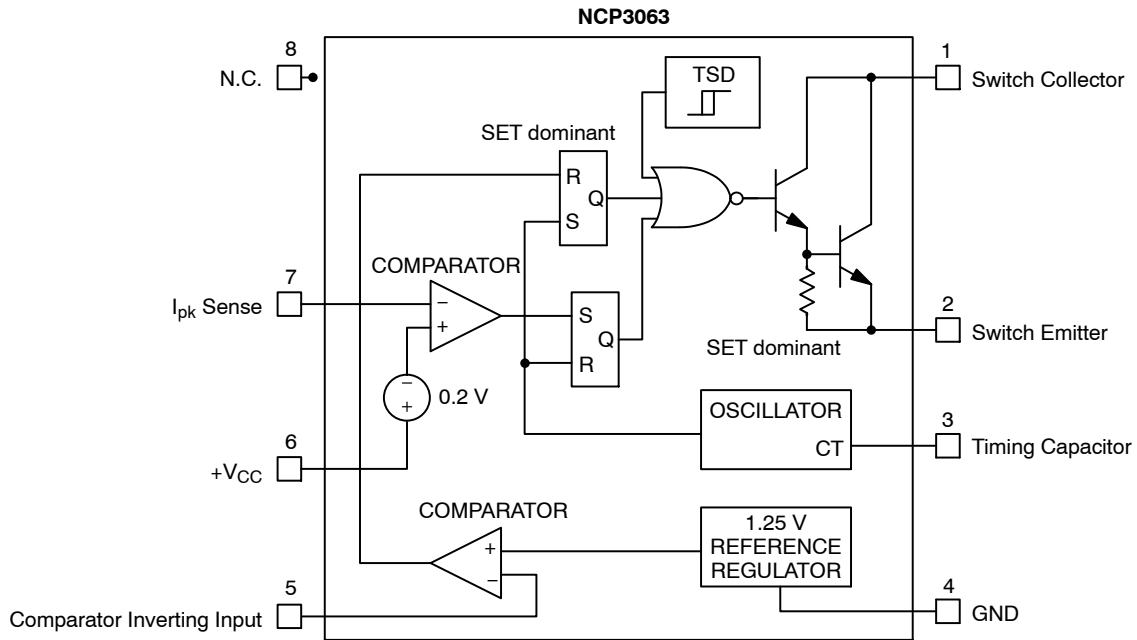 NCP3063
8
N.C.
TSD
1
Switch Collector
SET dominant
R
Q
S
COMPARATOR
7
Ipk Sense
−
+
S
Q
R
2
Switch Emitter
SET dominant
−
+
0.2 V
OSCILLATOR
CT
3
Timing Capacitor
6
+VCC
COMPARATOR
+
−
1.25 V
REFERENCE
REGULATOR
5
Comparator Inverting Input
4
GND